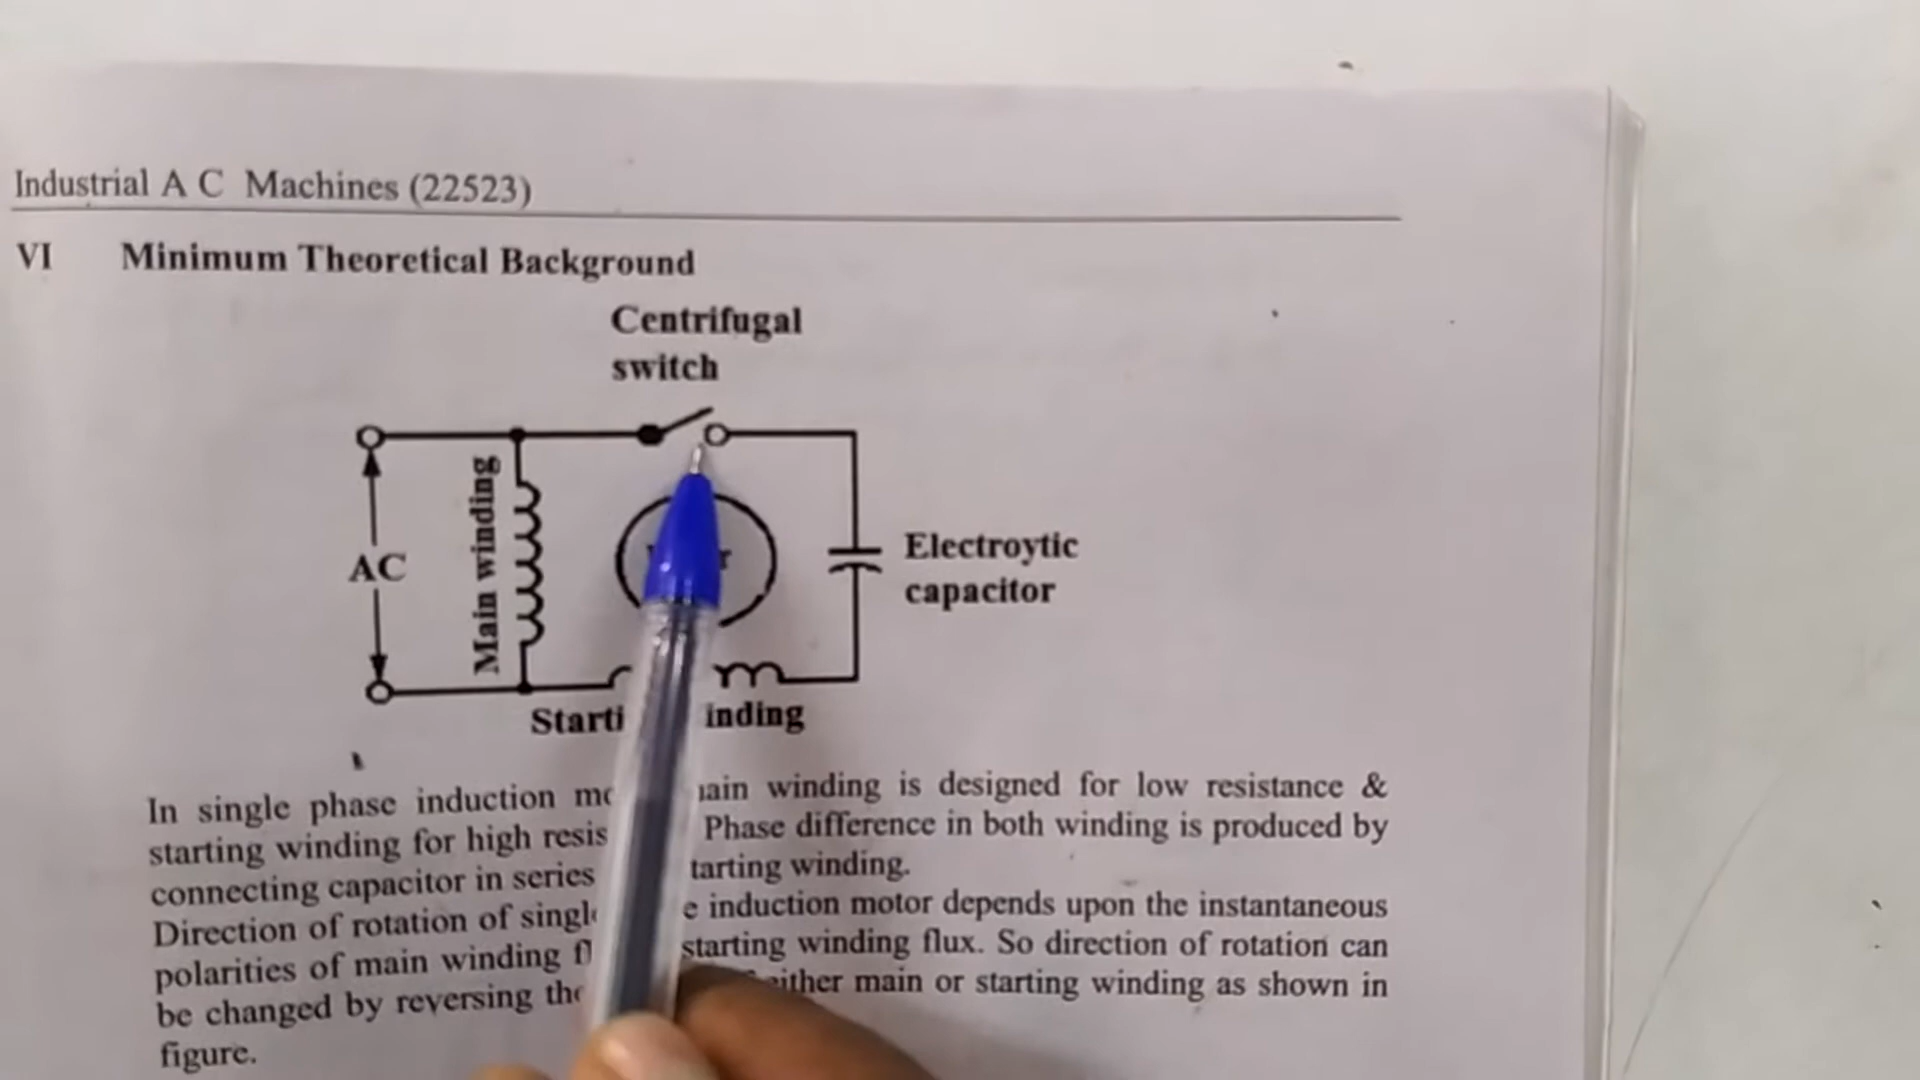 Industrial A C Machines (22523)
VI Minimum Theoretical Background
Centrifugal
switch
Main winding
AC
Electroytic
capacitor
Starti inding
In single phase induction mo ain winding is designed for low resistance &
starting winding for high resis Phase difference in both winding is produced by
connecting capacitor in series tarting winding.
Direction of rotation of singl e induction motor depends upon the instantaneous
polarities of main winding fl starting winding flux. So direction of rotation can
be changed by reversing the either main or starting winding as shown in
figure.